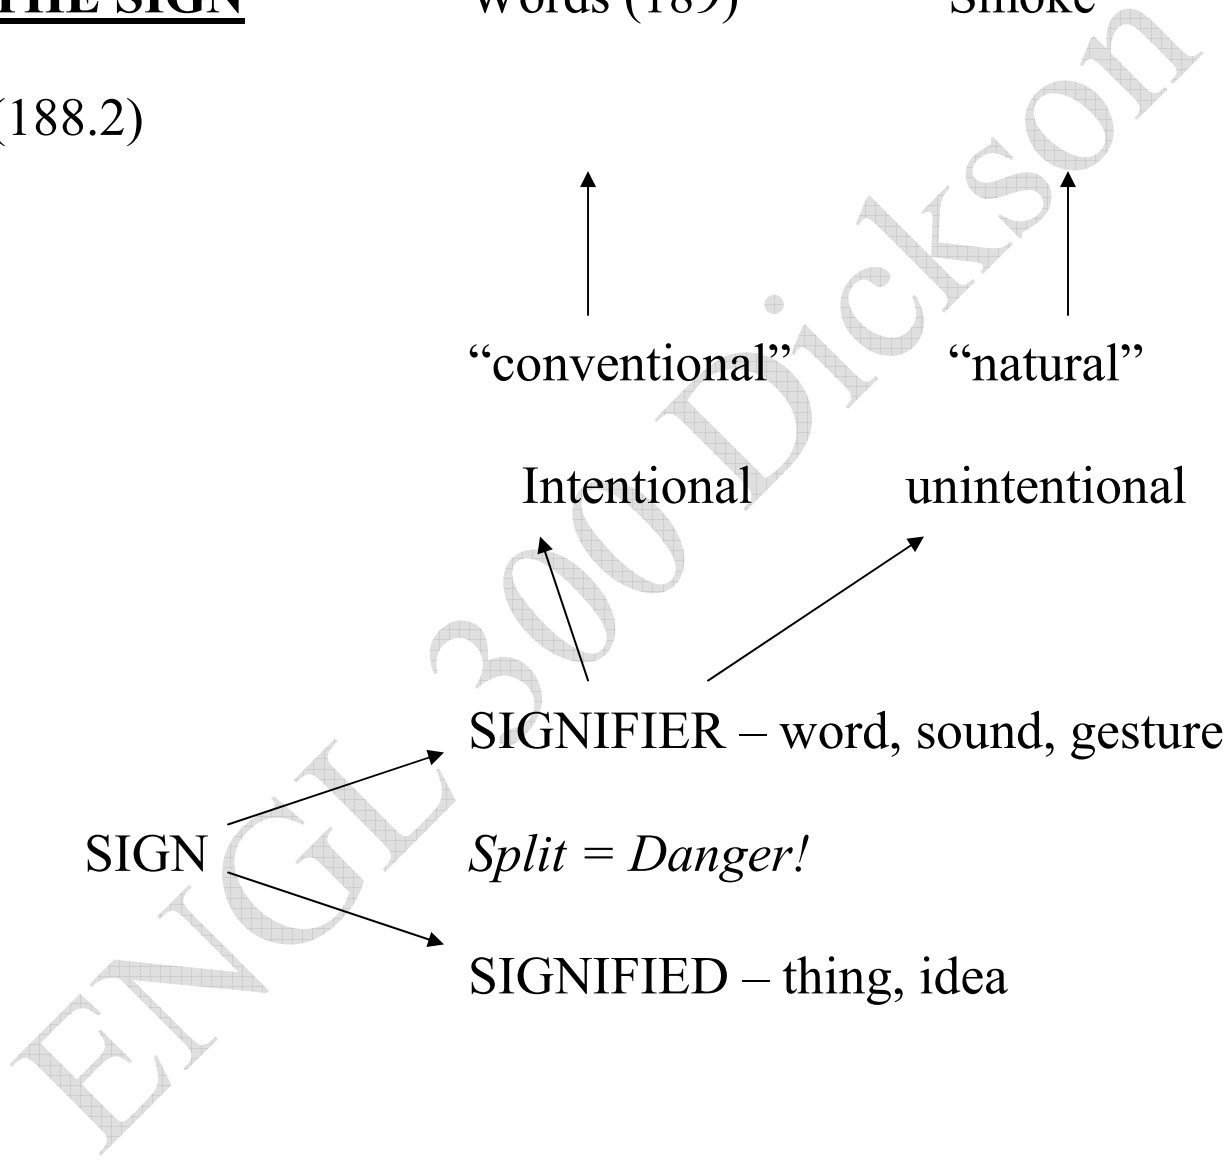 THE SIGN Words (189) Smoke
(188.2)
“conventional” “natural”
Intentional unintentional
SIGNIFIER – word, sound, gesture
SIGN Split = Danger!
SIGNIFIED – thing, idea
ENGL 300 Dickson